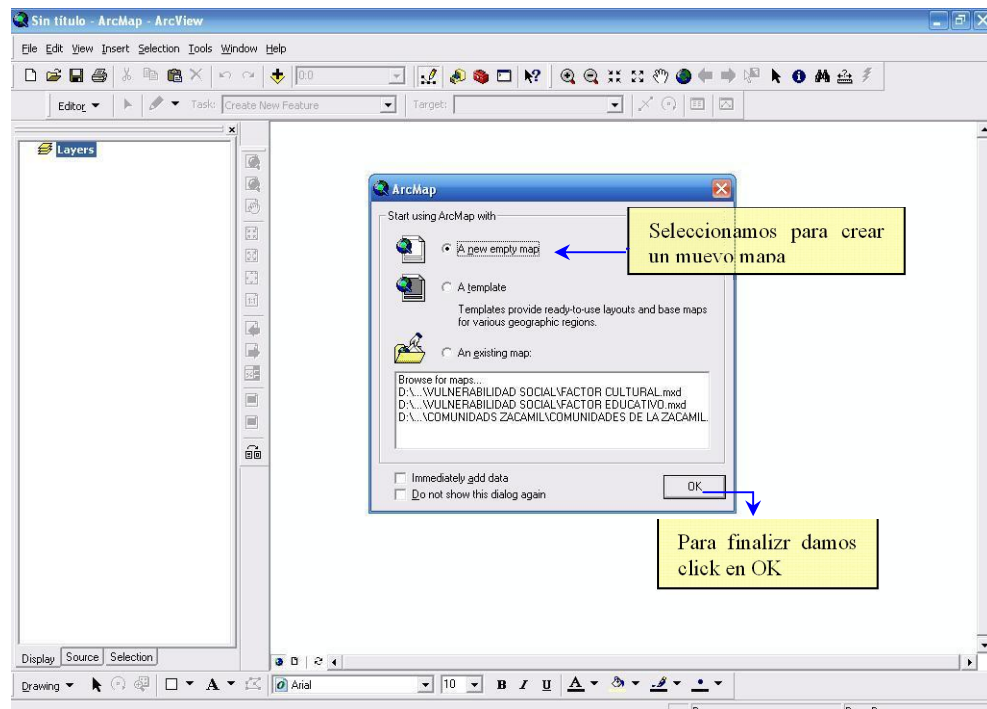 Sin título - ArcMap - ArcView
File Edit View Insert Selection Tools Window Help
0:0
Editor Task: Create New Feature Target:
Layers
ArcMap
Start using ArcMap with
A new empty map
Seleccionamos para crear
un muevo mapa
A template
Templates provide ready-to-use layouts and base maps
for various geographic regions.
An existing map:
Browse for maps...
D:\...\VULNERABILIDAD SOCIAL\FACTOR CULTURAL.mxd
D:\...\VULNERABILIDAD SOCIAL\FACTOR EDUCATIVO.mxd
D:\...\COMUNIDADS ZACAMIL\COMUNIDADES DE LA ZACAMIL.
Immediately add data
Do not show this dialog again
OK
Para finalizr damos
click en OK
Display Source Selection
Drawing A Arial 10 B I U A